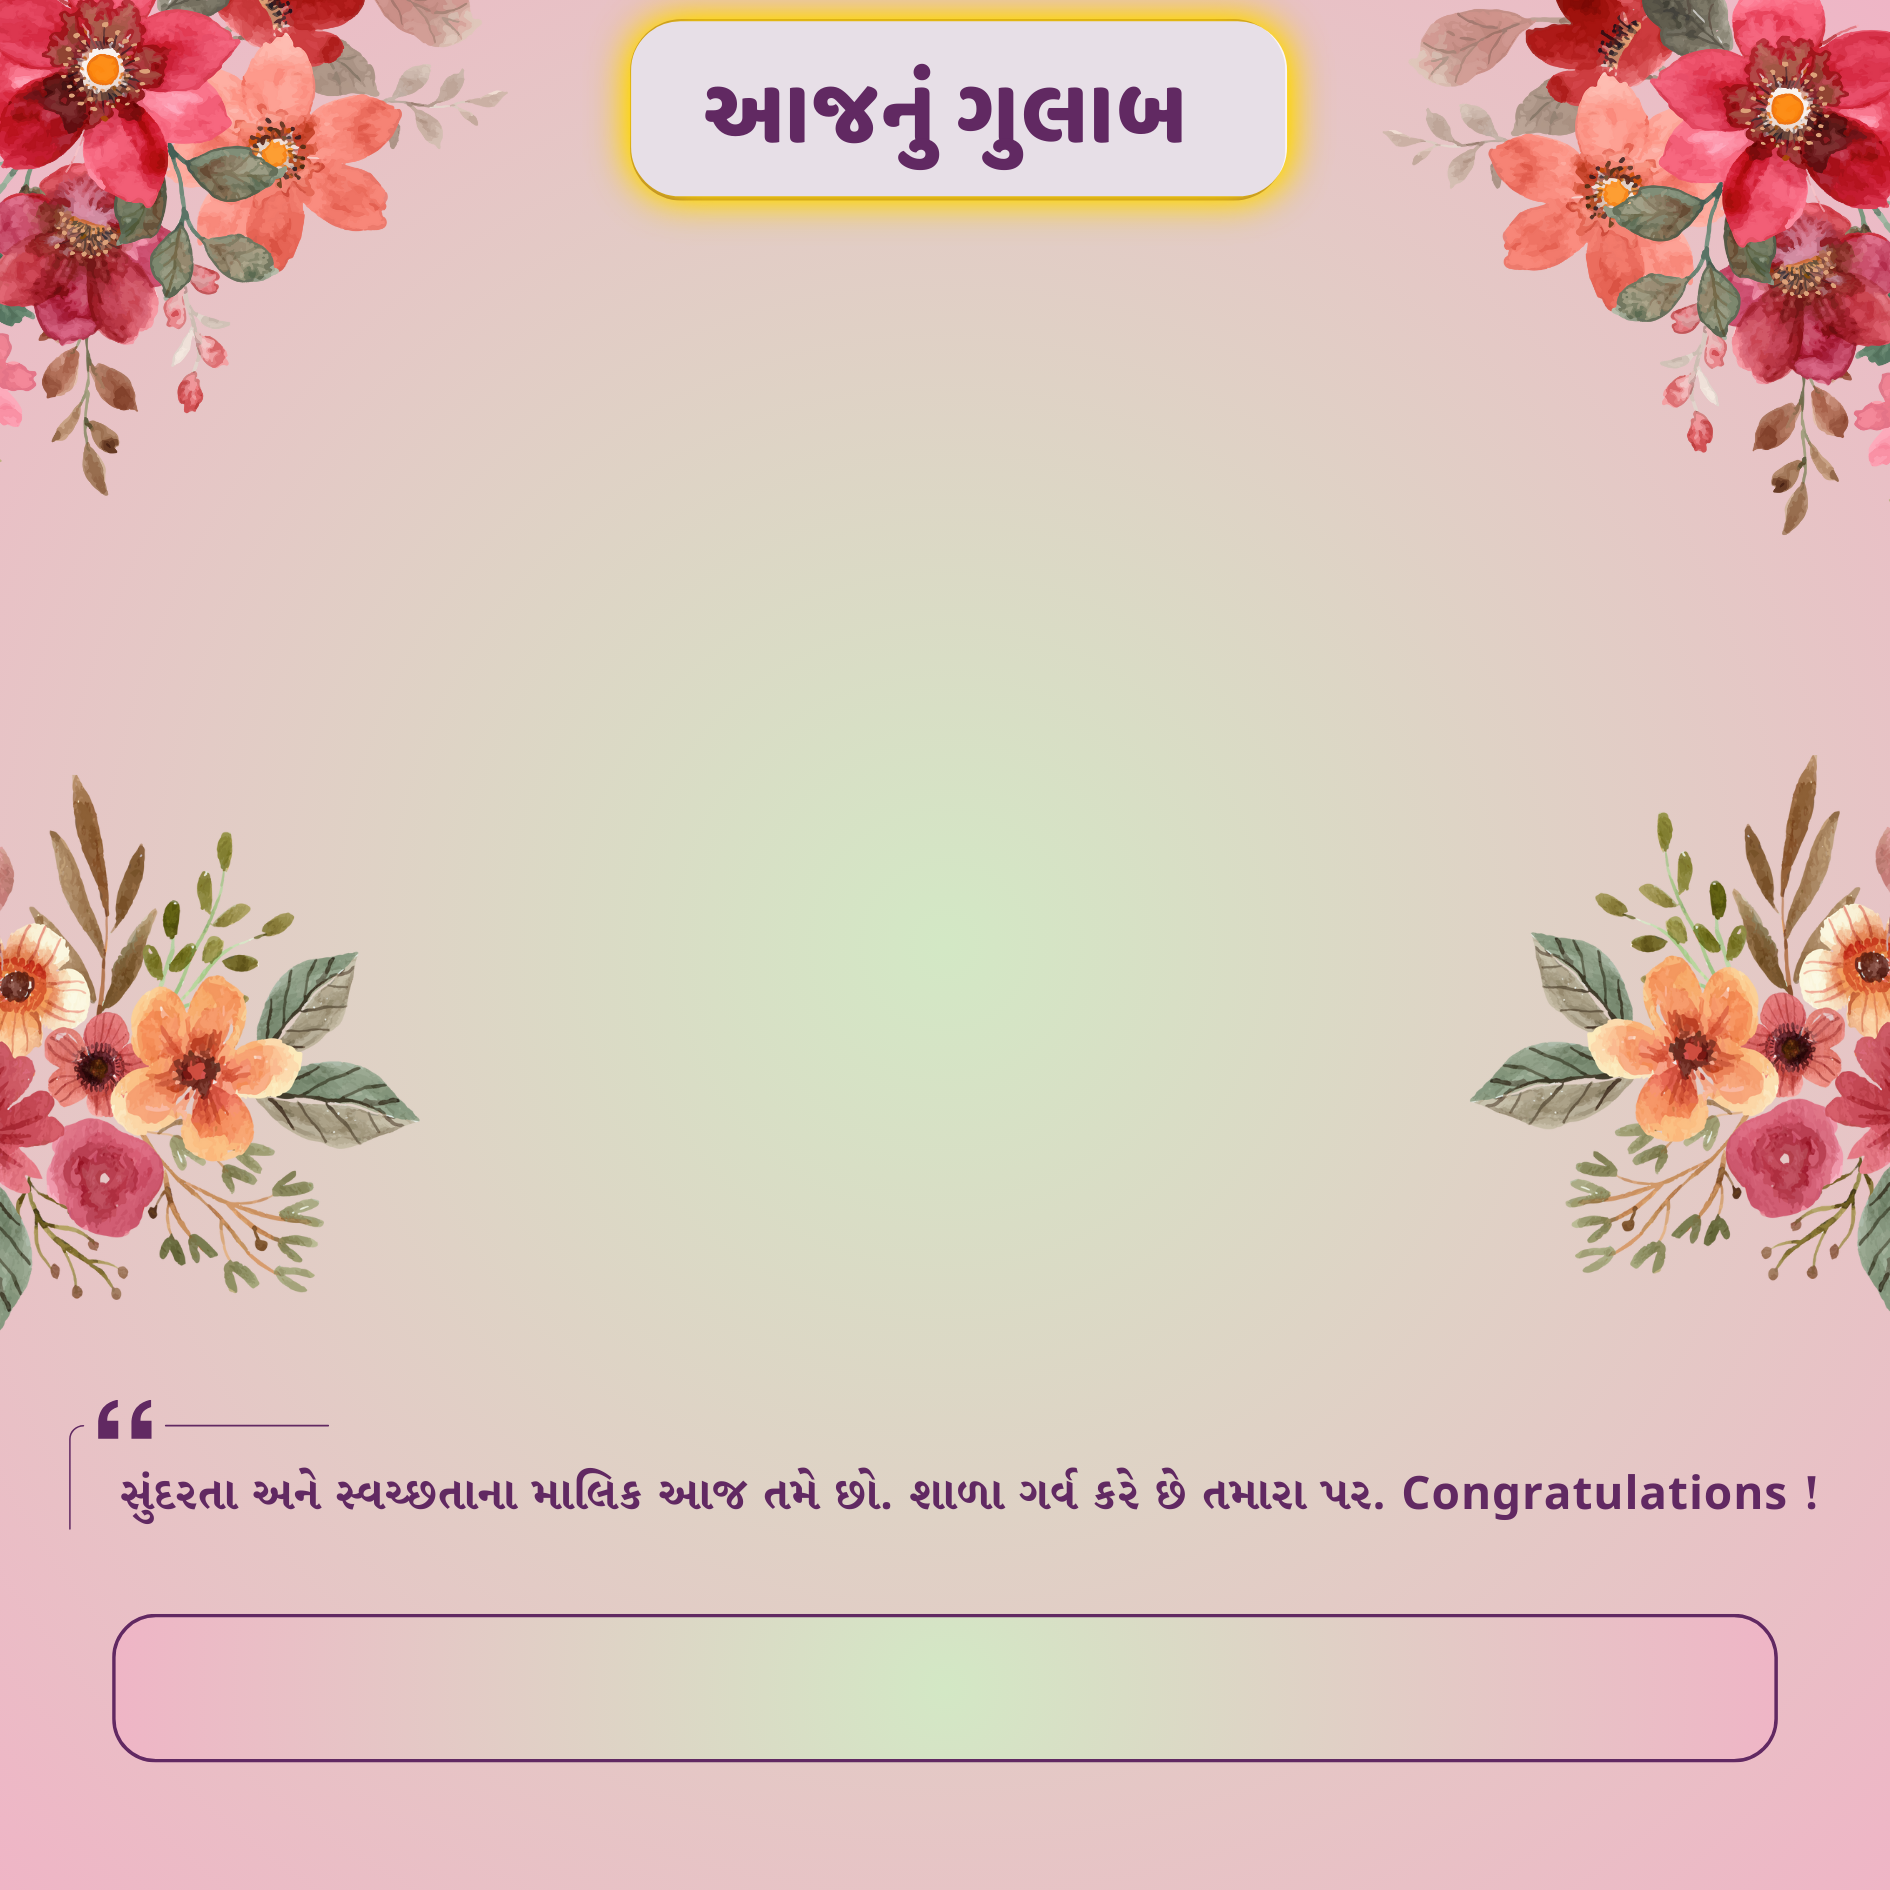 આજનું ગુલાબ
“
સુંદરતા અને સ્વચ્છતાના માલિક આજ તમે છો. શાળા ગર્વ કરે છે તમારા પર. Congratulations !